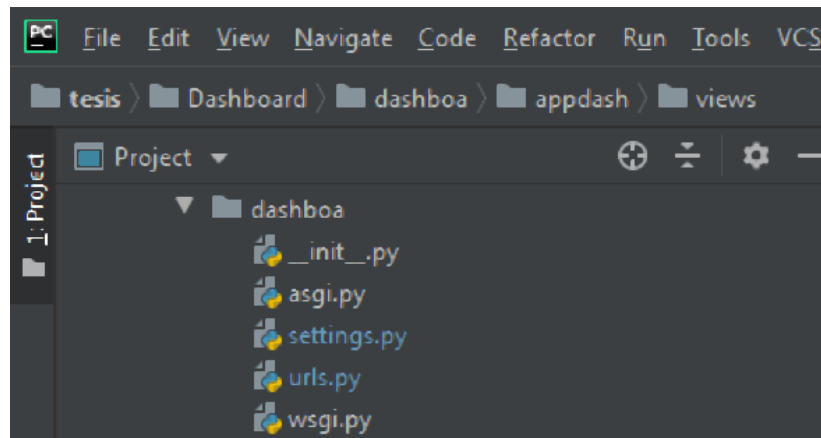 PC File Edit View Navigate Code Refactor Run Tools VCS
tesis Dashboard dashboa appdash views
1: Project
Project
dashboa
__init__.py
asgi.py
settings.py
urls.py
wsgi.py